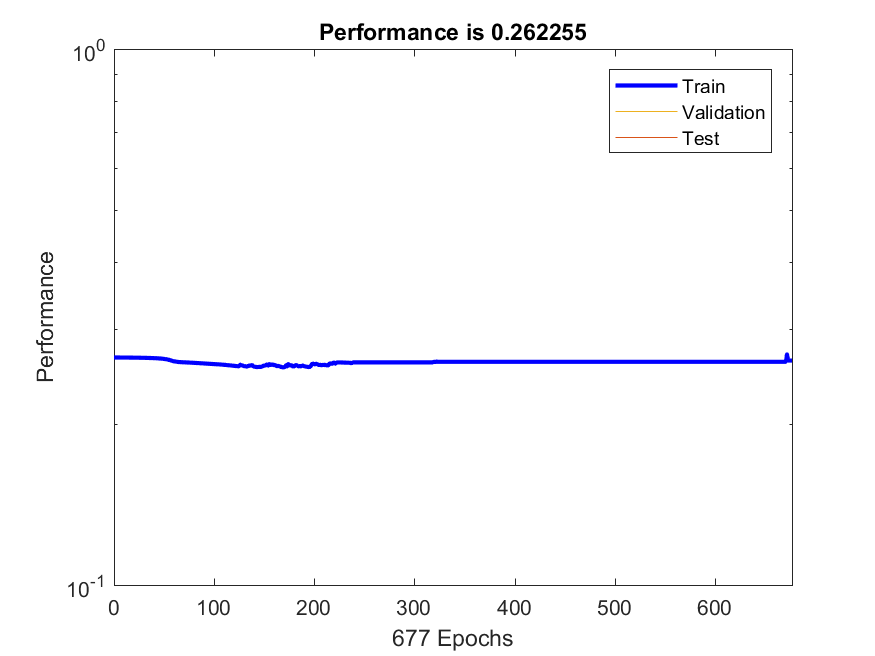 Performance is 0.262255
10^0
Train
Validation
Test
Performance
10^-1
0 100 200 300 400 500 600
677 Epochs